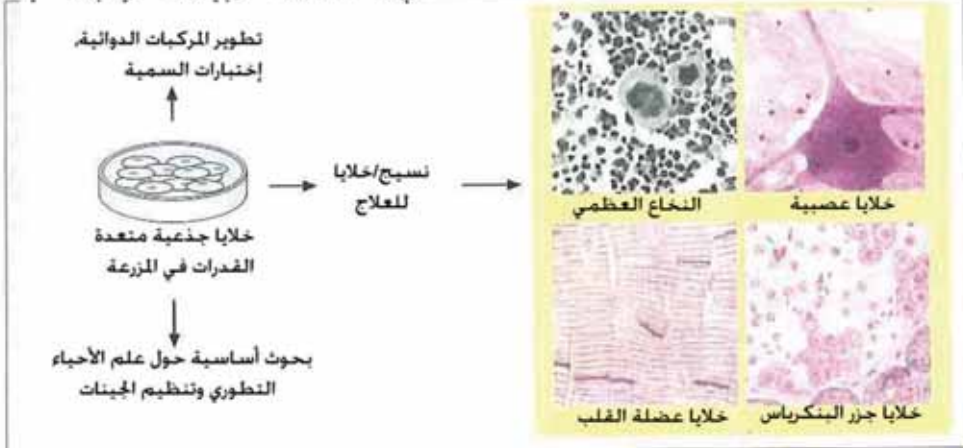 تطوير المركبات الدوائية,
إختبارات السمية
خلايا جذعية متعدة
القدرات في المزرعة
بحوث أساسية حول علم الأحياء
التطوري وتنظيم الجينات
نسيج/خلايا
للعلاج
النخاع العظمي
خلايا عصبية
خلايا عضلة القلب
خلايا جزر البنكرياس